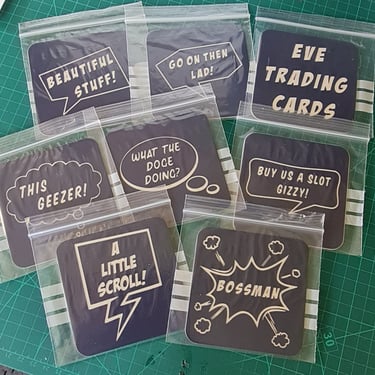 BEAUTIFUL
STUFF!
GO ON THEN
LAD!
EVE
TRADING
CARDS
THIS
GEEZER!
WHAT THE
DOGE
DOING?
BUY US A SLOT
GIZZY!
A
LITTLE
SCROLL!
BOSSMAN
30